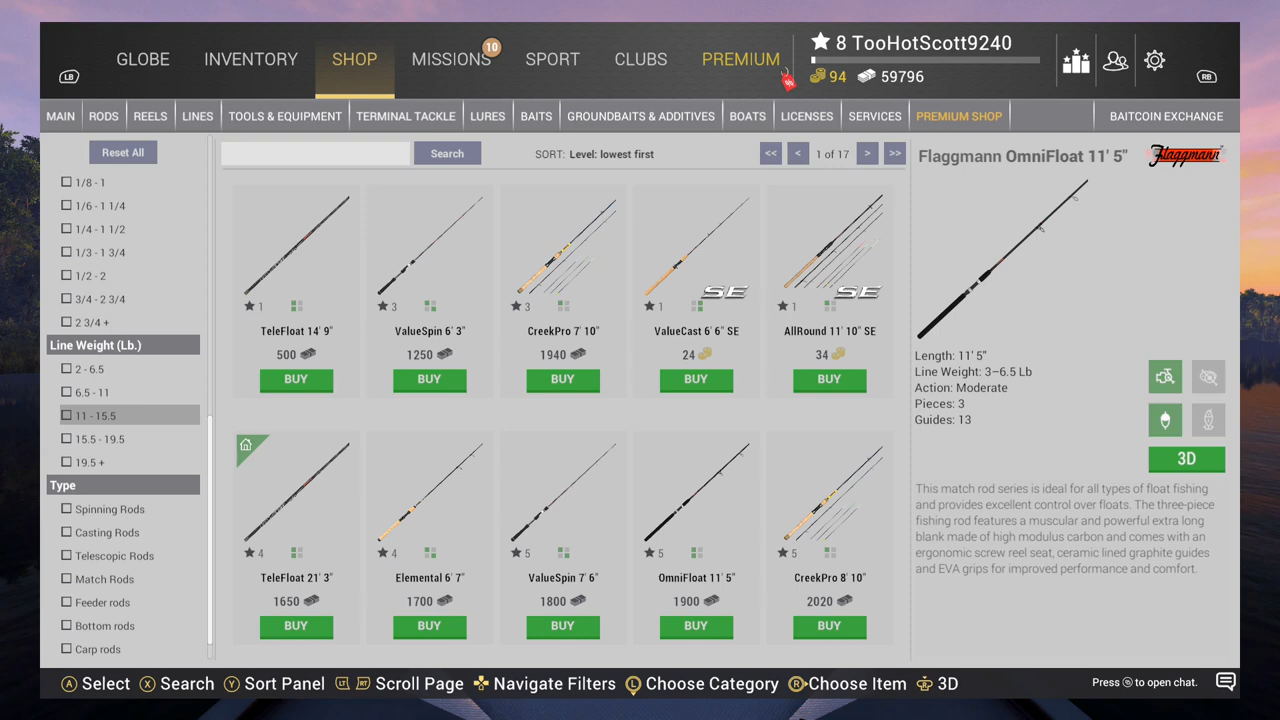 GLOBE INVENTORY SHOP MISSIONS 10 SPORT CLUBS PREMIUM
8 TooHotScott9240
94 59796
LB
RB
MAIN RODS REELS LINES TOOLS & EQUIPMENT TERMINAL TACKLE LURES BAITS GROUNDBAITS & ADDITIVES BOATS LICENSES SERVICES PREMIUM SHOP BAITCOIN EXCHANGE
Reset All
1/8 - 1
1/6 - 1 1/4
1/4 - 1 1/2
1/3 - 1 3/4
1/2 - 2
3/4 - 2 3/4
2 3/4 +
Line Weight (Lb.)
2 - 6.5
6.5 - 11
11 - 15.5
15.5 - 19.5
19.5 +
Type
Spinning Rods
Casting Rods
Telescopic Rods
Match Rods
Feeder rods
Bottom rods
Carp rods
Search SORT: Level: lowest first << < 1 of 17 > >>
SE SE
1 3 3 1 1
TeleFloat 14' 9" ValueSpin 6' 3" CreekPro 7' 10" ValueCast 6' 6" SE AllRound 11' 10" SE
500 1250 1940 24 34
BUY BUY BUY BUY BUY
4 4 5 5 5
TeleFloat 21' 3" Elemental 6' 7" ValueSpin 7' 6" OmniFloat 11' 5" CreekPro 8' 10"
1650 1700 1800 1900 2020
BUY BUY BUY BUY BUY
Flaggmann OmniFloat 11' 5"
Flaggmann
Length: 11' 5"
Line Weight: 3–6.5 Lb
Action: Moderate
Pieces: 3
Guides: 13
3D
This match rod series is ideal for all types of float fishing
and provides excellent control over floats. The three-piece
fishing rod features a muscular and powerful extra long
blank made of high modulus carbon and comes with an
ergonomic screw reel seat, ceramic lined graphite guides
and EVA grips for improved performance and comfort.
A Select X Search Y Sort Panel LT RT Scroll Page Navigate Filters L Choose Category R Choose Item 3D
Press to open chat.